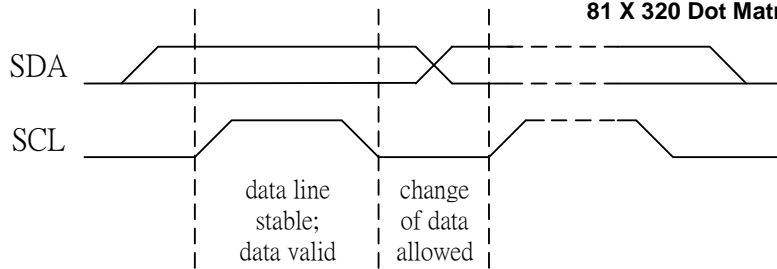 81 X 320 Dot Matr
SDA
SCL
data line
stable;
data valid
change
of data
allowed